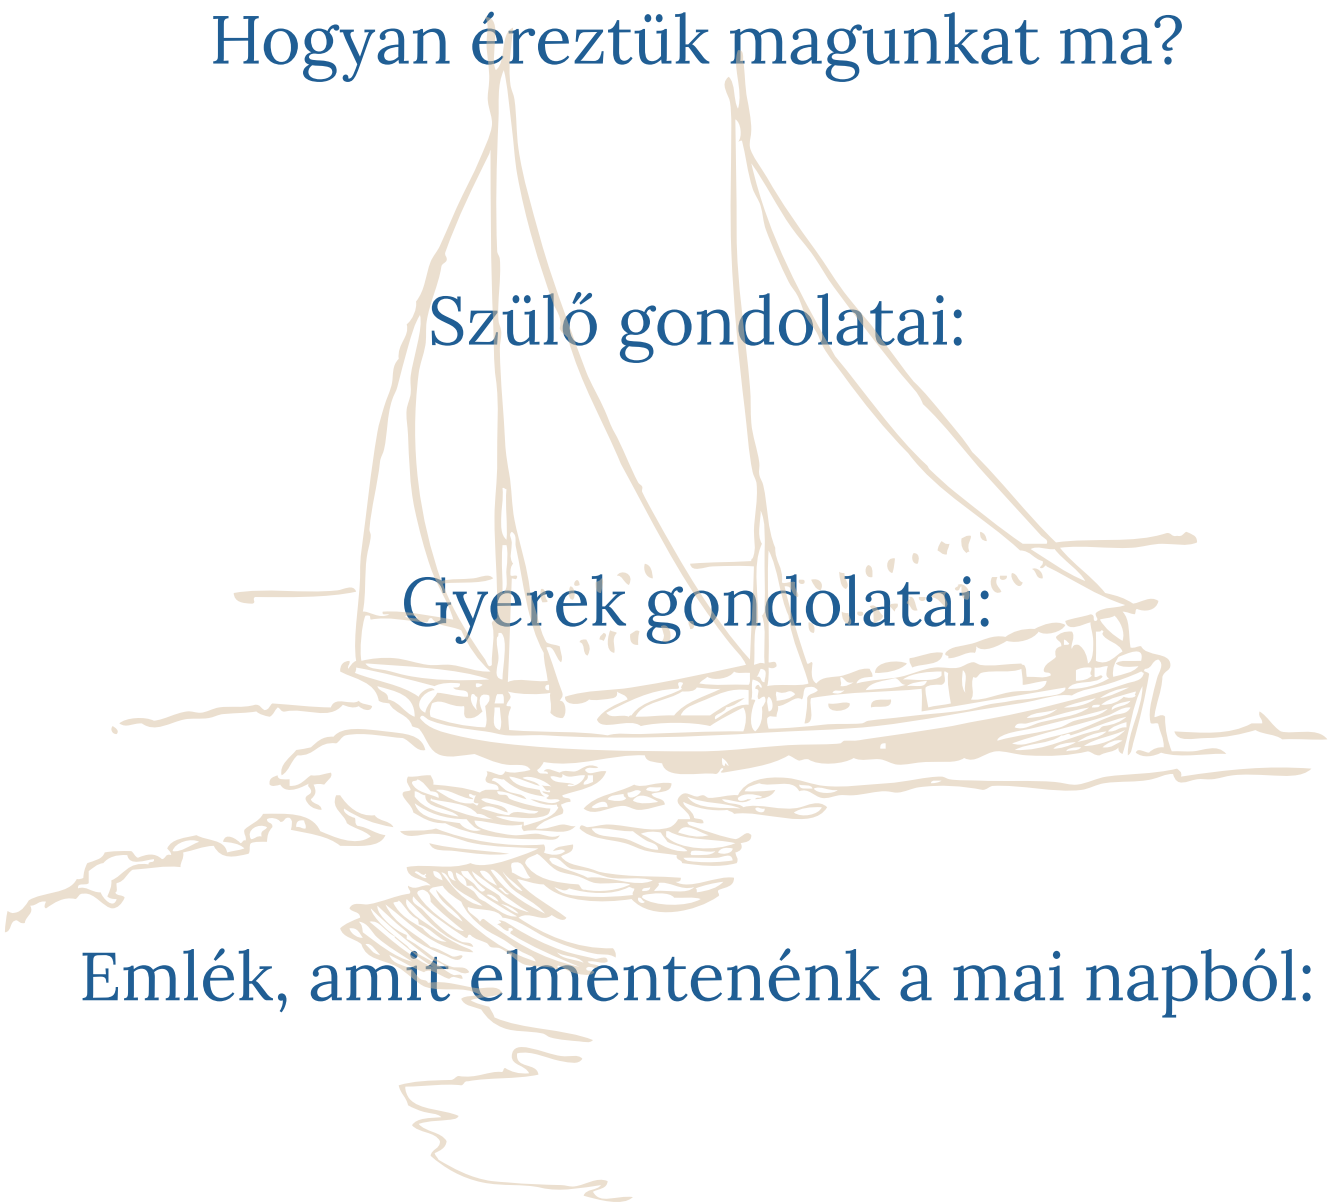 Hogyan éreztük magunkat ma?
Szülő gondolatai:
Gyerek gondolatai:
Emlék, amit elmentenénk a mai napból: